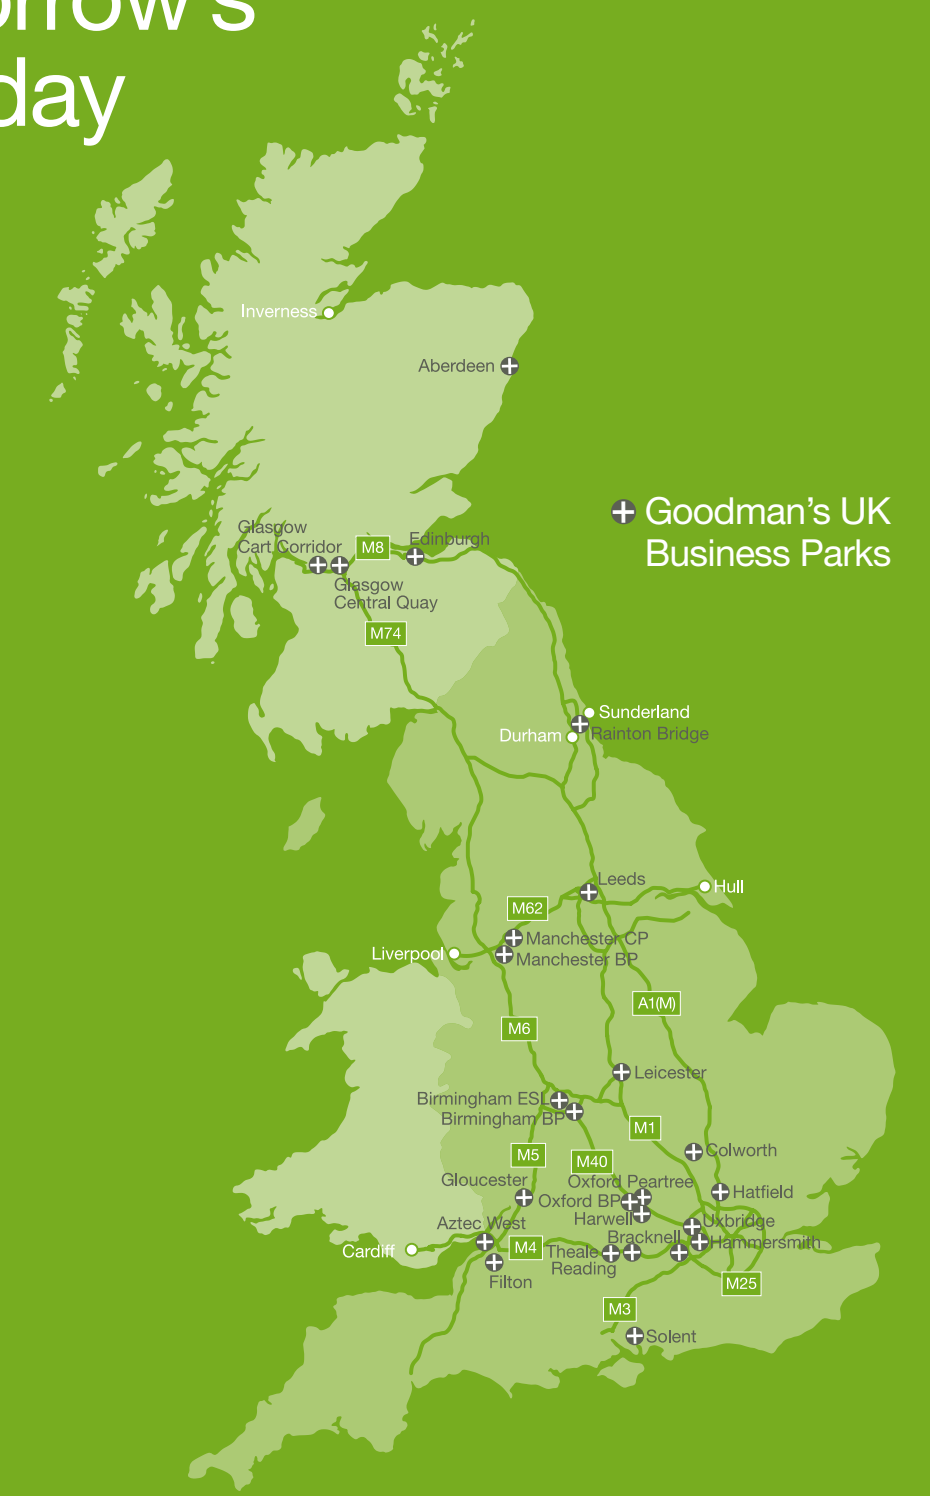 orrow's
day
Inverness
Aberdeen
Goodman's UK
Business Parks
Glasgow
Cart Corridor
M8
Edinburgh
Glasgow
Central Quay
M74
Sunderland
Durham
Rainton Bridge
Leeds
Hull
M62
Manchester CP
Liverpool
Manchester BP
A1(M)
M6
Leicester
Birmingham ESL
Birmingham BP
M1
Colworth
M5
M40
Gloucester
Oxford Peartree
Hatfield
Oxford BP
Harwell
Uxbridge
Aztec West
Bracknell
Hammersmith
Cardiff
M4
Theale
Reading
Filton
M25
M3
Solent